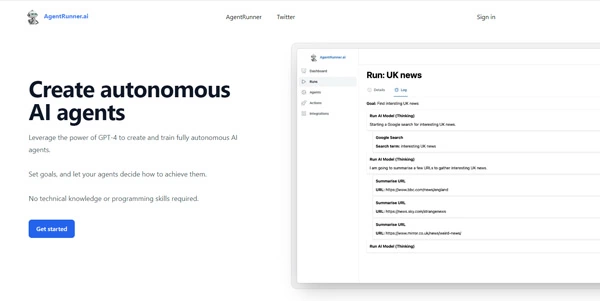 AgentRunner.ai
AgentRunner Twitter Sign in
Create autonomous
AI agents
Leverage the power of GPT-4 to create and train fully autonomous AI
agents.
Set goals, and let your agents decide how to achieve them.
No technical knowledge or programming skills required.
Get started
AgentRunner.ai
Dashboard
Runs
Agents
Actions
Integrations
Run: UK news
Details Log
Goal: Find interesting UK news
Run AI Model (Thinking)
Starting a Google search for interesting UK news.
Google Search
Search term: interesting UK news
Run AI Model (Thinking)
I am going to summarise a few URLs to gather interesting UK news
Summarise URL
URL: https://www.bbc.com/news/england
Summarise URL
URL: https://news.sky.com/strangenews
Summarise URL
URL: https://www.mirror.co.uk/news/weird-news/
Run AI Model (Thinking)